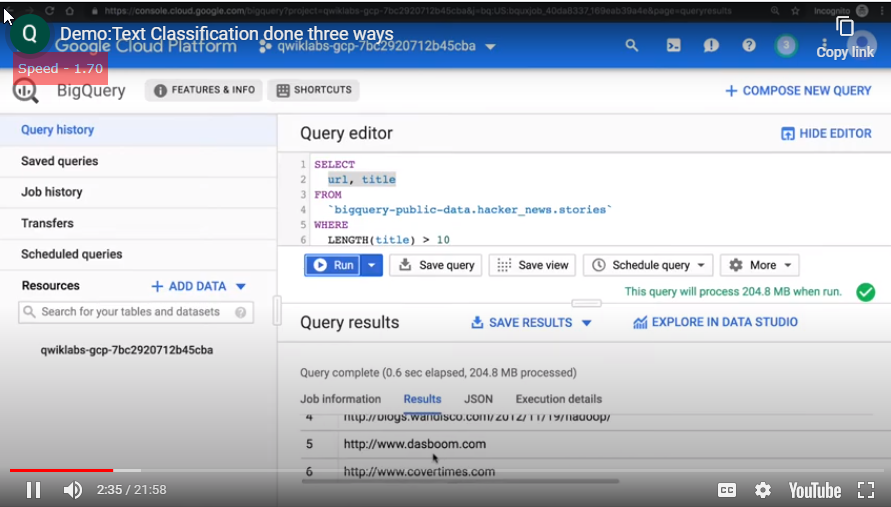 https://console.cloud.google.com/bigquery?project=qwiklabs-gcp-7bc2920712b45cba&j=bq:US:bquxjob_40da8337_169eab39a4e&page=queryresults
Incognito
Q
Demo:Text Classification done three ways
Google Cloud Platform
qwiklabs-gcp-7bc2920712b45cba
3
Copy link
Speed - 1.70
BigQuery
FEATURES & INFO
SHORTCUTS
COMPOSE NEW QUERY
Query history
Query editor
HIDE EDITOR
Saved queries
Job history
Transfers
Scheduled queries
1 SELECT
2 url, title
3 FROM
4 `bigquery-public-data.hacker_news.stories`
5 WHERE
6 LENGTH(title) > 10
Run
Save query
Save view
Schedule query
More
Resources
ADD DATA
This query will process 204.8 MB when run.
Search for your tables and datasets
Query results
SAVE RESULTS
EXPLORE IN DATA STUDIO
qwiklabs-gcp-7bc2920712b45cba
Query complete (0.6 sec elapsed, 204.8 MB processed)
Job information
Results
JSON
Execution details
4 http://blogs.wandisco.com/2012/11/19/hadoop/
5 http://www.dasboom.com
6 http://www.covertimes.com
2:35 / 21:58
CC
YouTube